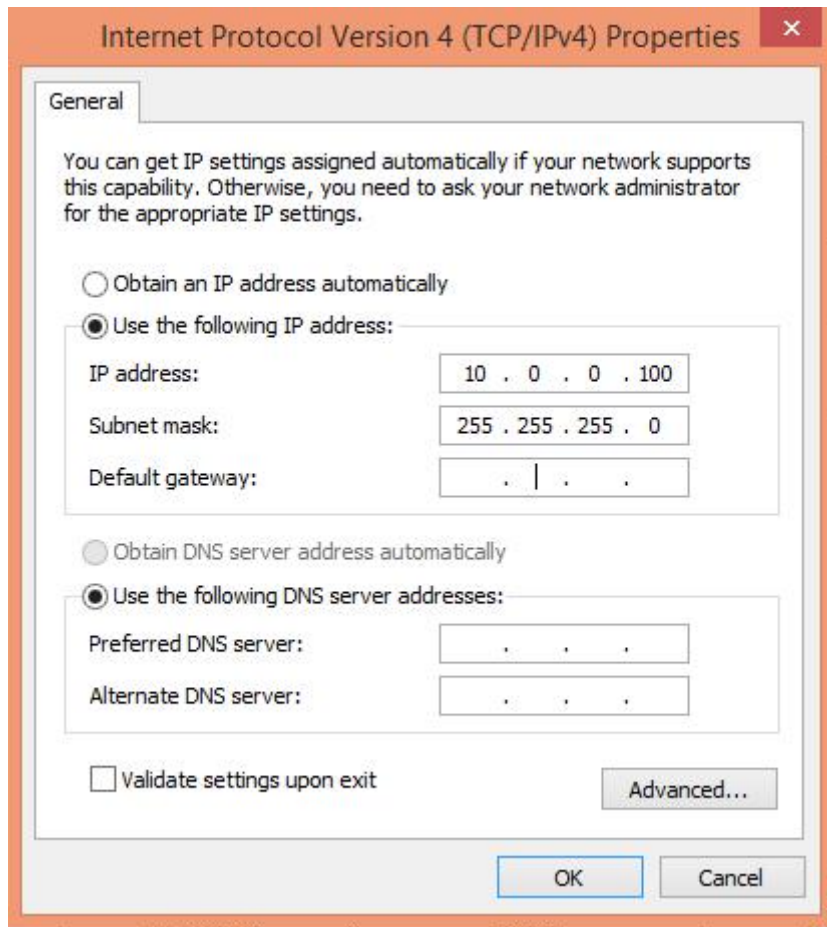 Internet Protocol Version 4 (TCP/IPv4) Properties
General
You can get IP settings assigned automatically if your network supports
this capability. Otherwise, you need to ask your network administrator
for the appropriate IP settings.
Obtain an IP address automatically
Use the following IP address:
IP address: 10 . 0 . 0 . 100
Subnet mask: 255 . 255 . 255 . 0
Default gateway: . . .
Obtain DNS server address automatically
Use the following DNS server addresses:
Preferred DNS server: . . .
Alternate DNS server: . . .
Validate settings upon exit
Advanced...
OK Cancel